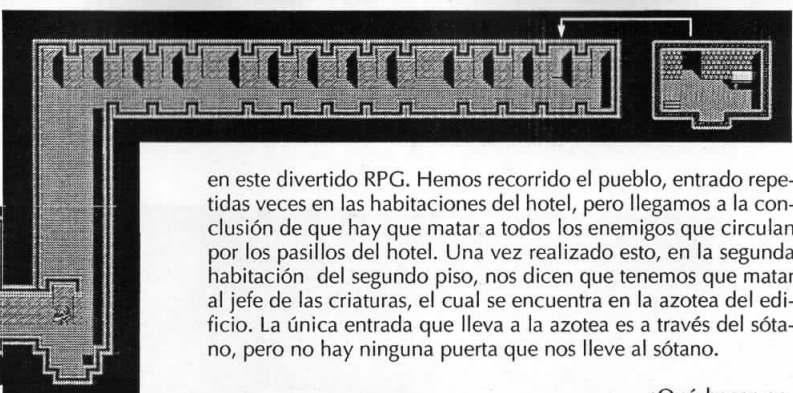 en este divertido RPG. Hemos recorrido el pueblo, entrado repe-
tidas veces en las habitaciones del hotel, pero llegamos a la con-
clusión de que hay que matar a todos los enemigos que circulan
por los pasillos del hotel. Una vez realizado esto, en la segunda
habitación del segundo piso, nos dicen que tenemos que matar
al jefe de las criaturas, el cual se encuentra en la azotea del edi-
ficio. La única entrada que lleva a la azotea es a través del sóta-
no, pero no hay ninguna puerta que nos lleve al sótano.